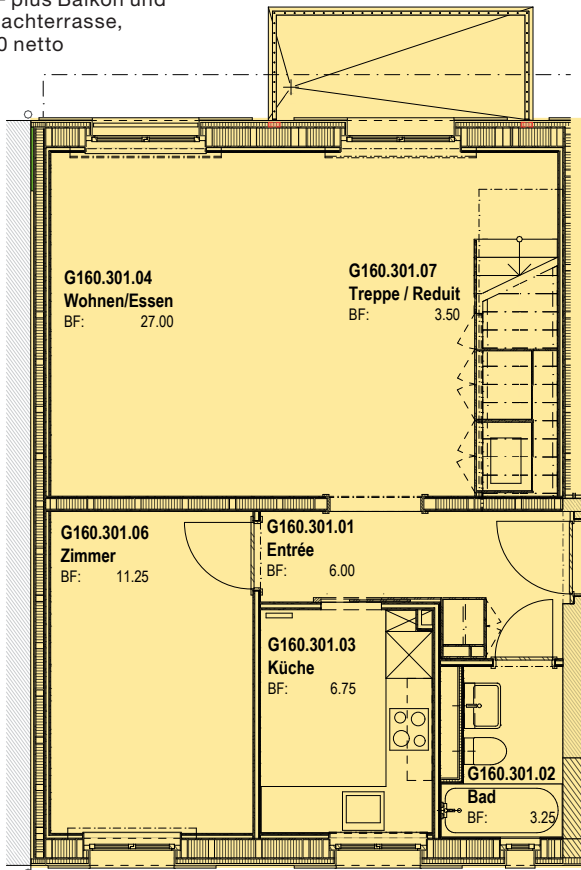 – plus Balkon und
achterrasse,
0 netto
G160.301.04
Wohnen/Essen
BF: 27.00
G160.301.07
Treppe / Reduit
BF: 3.50
G160.301.06
Zimmer
BF: 11.25
G160.301.01
Entrée
BF: 6.00
G160.301.03
Küche
BF: 6.75
G160.301.02
Bad
BF: 3.25